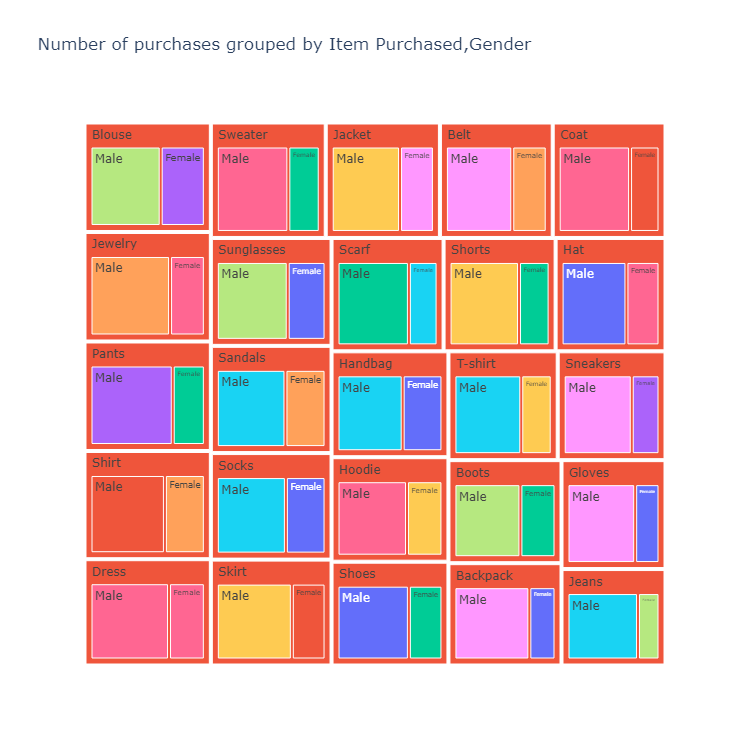 Number of purchases grouped by Item Purchased,Gender
Blouse
Male
Female
Sweater
Male
Female
Jacket
Male
Female
Belt
Male
Female
Coat
Male
Female
Jewelry
Male
Female
Sunglasses
Male
Female
Scarf
Male
Female
Shorts
Male
Female
Hat
Male
Female
Pants
Male
Female
Sandals
Male
Female
Handbag
Male
Female
T-shirt
Male
Female
Sneakers
Male
Female
Shirt
Male
Female
Socks
Male
Female
Hoodie
Male
Female
Boots
Male
Female
Gloves
Male
Female
Dress
Male
Female
Skirt
Male
Female
Shoes
Male
Female
Backpack
Male
Female
Jeans
Male